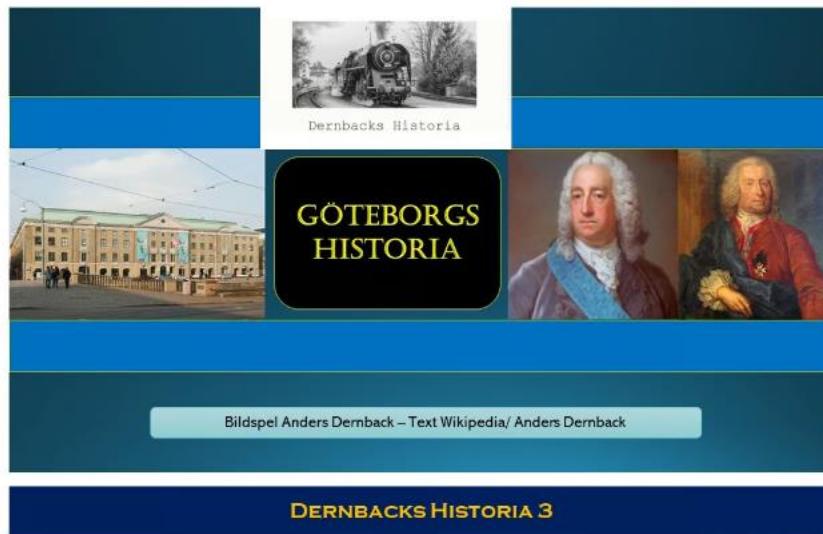 Dernbacks Historia
GÖTEBORGS
HISTORIA
Bildspel Anders Dernback – Text Wikipedia/ Anders Dernback
DERNBACKS HISTORIA 3